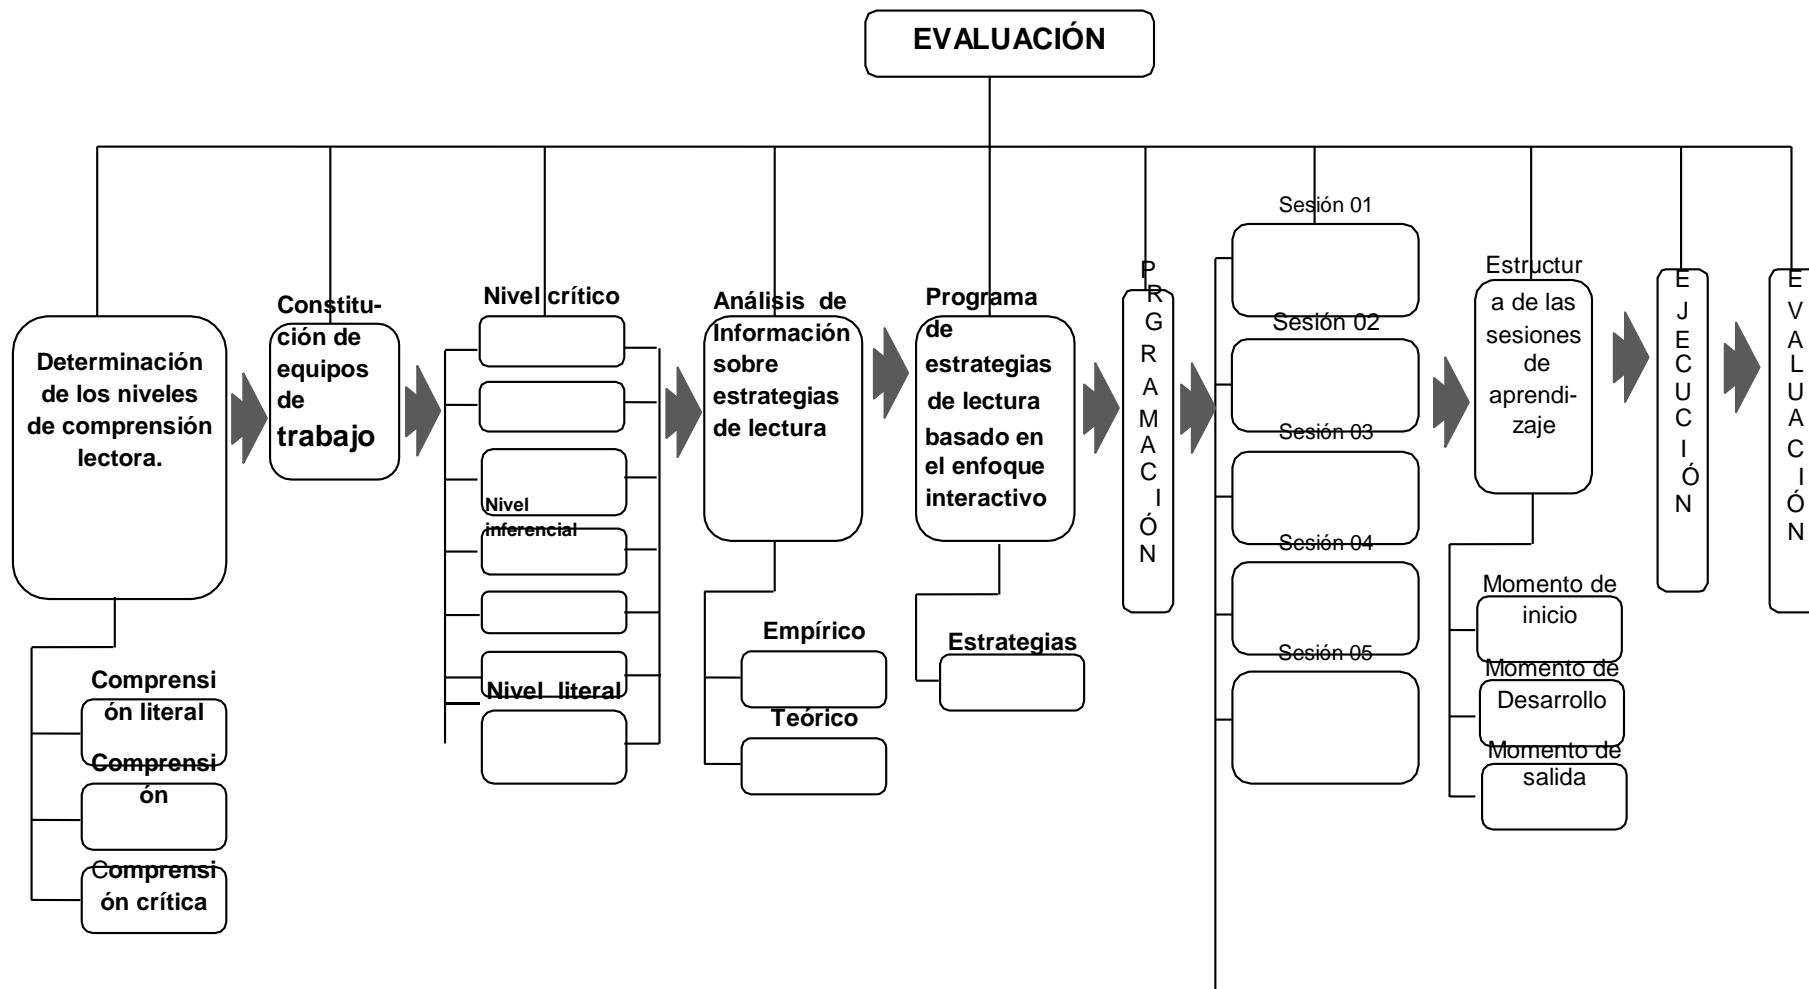 EVALUACIÓN
Determinación
de los niveles
de comprensión
lectora.
Comprensi
ón literal
Comprensi
ón
Comprensi
ón crítica
Constitu-
ción de
equipos
de
trabajo
Nivel crítico
Nivel
inferencial
Nivel literal
Análisis de
Información
sobre
estrategias
de lectura
Empírico
Teórico
Programa
de
estrategias
de lectura
basado en
el enfoque
interactivo
Estrategias
PRGRAMACIÓN
Sesión 01
Sesión 02
Sesión 03
Sesión 04
Sesión 05
Estructur
a de las
sesiones
de
aprendi-
zaje
Momento de
inicio
Momento de
Desarrollo
Momento de
salida
EJECUCIÓN
EVALUACIÓN